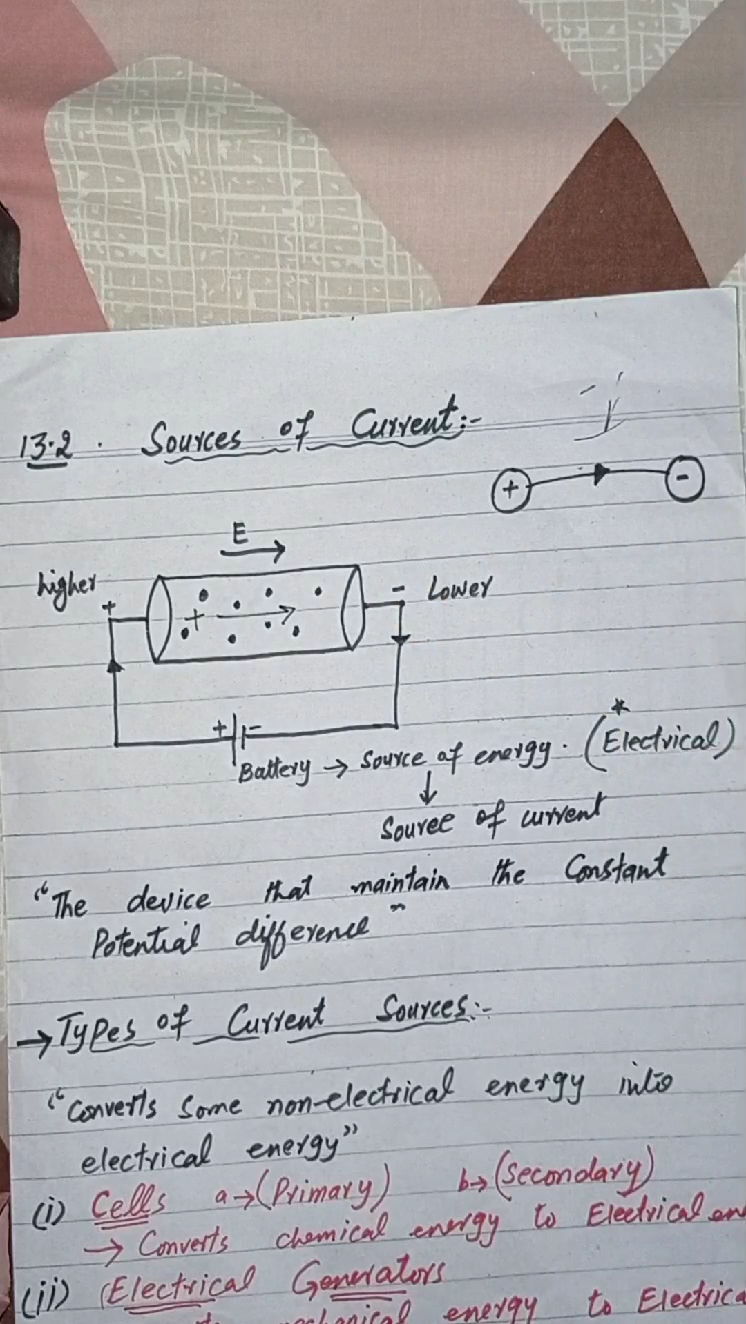 13.2. Sources of Current:-
+ -
E
higher + - Lower
+
+ -
Battery → Source of energy. (Electrical) *
↓
Source of current
"The device that maintain the Constant
Potential difference"
→ Types of Current Sources:-
"Converts some non-electrical energy into
electrical energy"
(i) Cells a→(Primary) b→(Secondary)
→ Converts chemical energy to Electrical en
(ii) (Electrical Generators
energy to Electrica